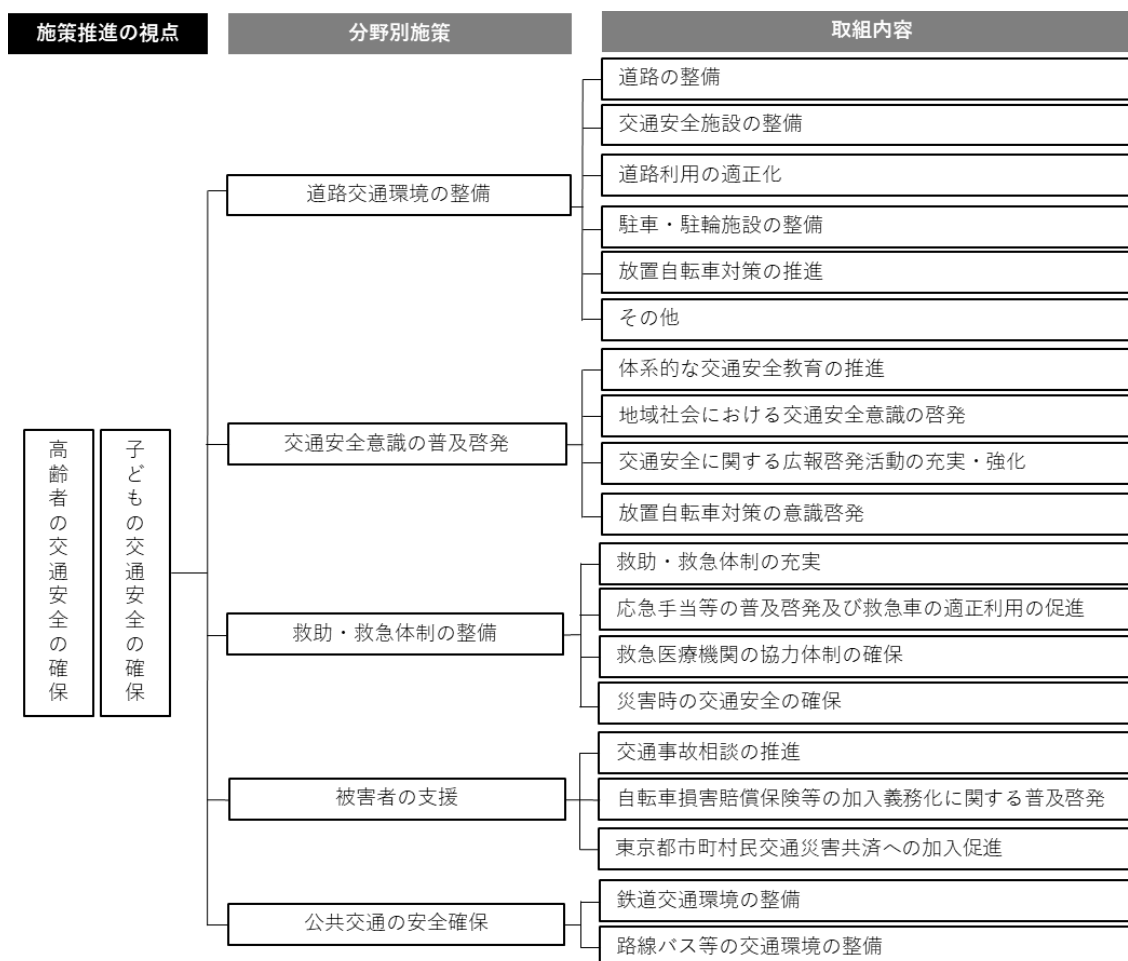 施策推進の視点
分野別施策
取組内容
高齢者の交通安全の確保
子どもの交通安全の確保
道路交通環境の整備
道路の整備
交通安全施設の整備
道路利用の適正化
駐車・駐輪施設の整備
放置自転車対策の推進
その他
交通安全意識の普及啓発
体系的な交通安全教育の推進
地域社会における交通安全意識の啓発
交通安全に関する広報啓発活動の充実・強化
放置自転車対策の意識啓発
救助・救急体制の整備
救助・救急体制の充実
応急手当等の普及啓発及び救急車の適正利用の促進
救急医療機関の協力体制の確保
災害時の交通安全の確保
被害者の支援
交通事故相談の推進
自転車損害賠償保険等の加入義務化に関する普及啓発
東京都市町村民交通災害共済への加入促進
公共交通の安全確保
鉄道交通環境の整備
路線バス等の交通環境の整備